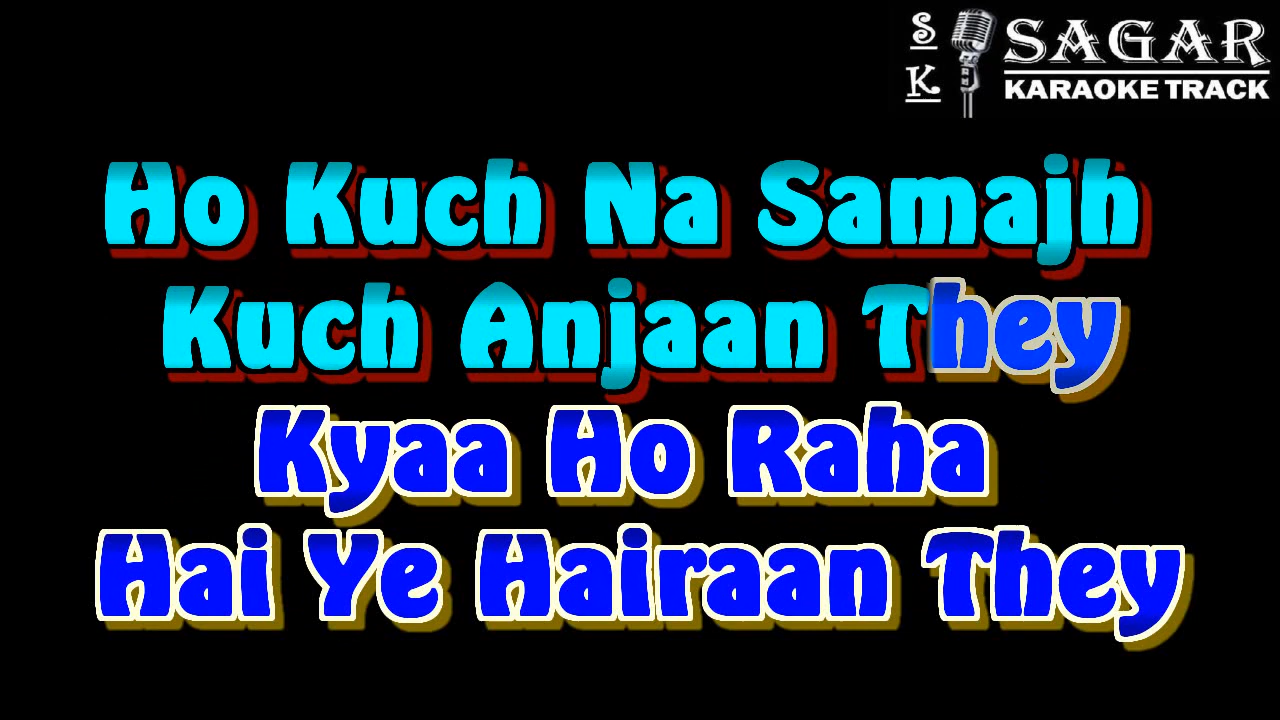 S
K
SAGAR
KARAOKE TRACK
Ho Kuch Na Samajh
Kuch Anjaan They
Kyaa Ho Raha
Hai Ye Hairaan They